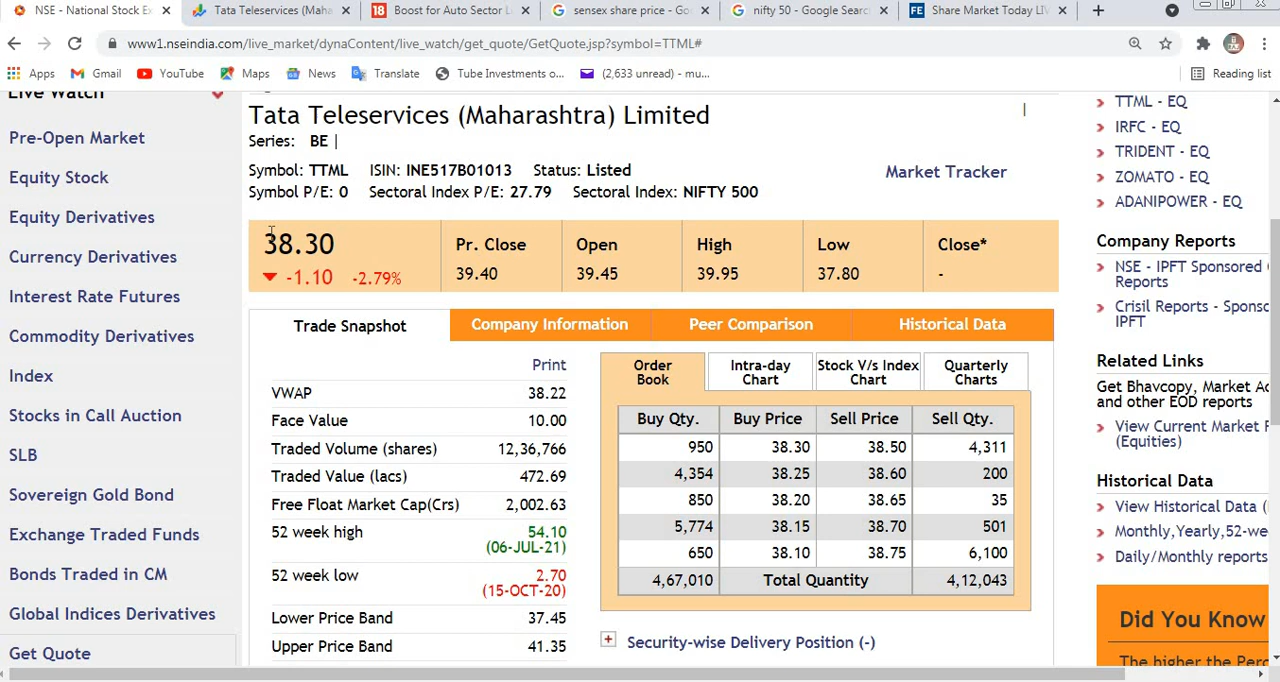 NSE - National Stock Ex
Tata Teleservices (Maha
18 Boost for Auto Sector L
sensex share price - Go
nifty 50 - Google Searc
FE Share Market Today LIV
www1.nseindia.com/live_market/dynaContent/live_watch/get_quote/GetQuote.jsp?symbol=TTML#
Apps
Gmail
YouTube
Maps
News
Translate
Tube Investments o...
(2,633 unread) - mu...
Reading list
Live Watch
Pre-Open Market
Equity Stock
Equity Derivatives
Currency Derivatives
Interest Rate Futures
Commodity Derivatives
Index
Stocks in Call Auction
SLB
Sovereign Gold Bond
Exchange Traded Funds
Bonds Traded in CM
Global Indices Derivatives
Get Quote
Tata Teleservices (Maharashtra) Limited |
Series: BE |
Symbol: TTML ISIN: INE517B01013 Status: Listed
Market Tracker
Symbol P/E: 0 Sectoral Index P/E: 27.79 Sectoral Index: NIFTY 500
38.30
-1.10 -2.79%
Pr. Close Open High Low Close*
39.40 39.45 39.95 37.80 -
Trade Snapshot Company Information Peer Comparison Historical Data
Print
VWAP 38.22
Face Value 10.00
Traded Volume (shares) 12,36,766
Traded Value (lacs) 472.69
Free Float Market Cap(Crs) 2,002.63
52 week high 54.10
(06-JUL-21)
52 week low 2.70
(15-OCT-20)
Lower Price Band 37.45
Upper Price Band 41.35
Order Book
Intra-day Chart
Stock V/s Index Chart
Quarterly Charts
Buy Qty. Buy Price Sell Price Sell Qty.
950 38.30 38.50 4,311
4,354 38.25 38.60 200
850 38.20 38.65 35
5,774 38.15 38.70 501
650 38.10 38.75 6,100
4,67,010 Total Quantity 4,12,043
+ Security-wise Delivery Position (-)
TTML - EQ
IRFC - EQ
TRIDENT - EQ
ZOMATO - EQ
ADANIPOWER - EQ
Company Reports
NSE - IPFT Sponsored
Reports
Crisil Reports - Sponso
IPFT
Related Links
Get Bhavcopy, Market Ac
and other EOD reports
View Current Market F
(Equities)
Historical Data
View Historical Data (
Monthly,Yearly,52-we
Daily/Monthly reports
Did You Know
The higher the Perc